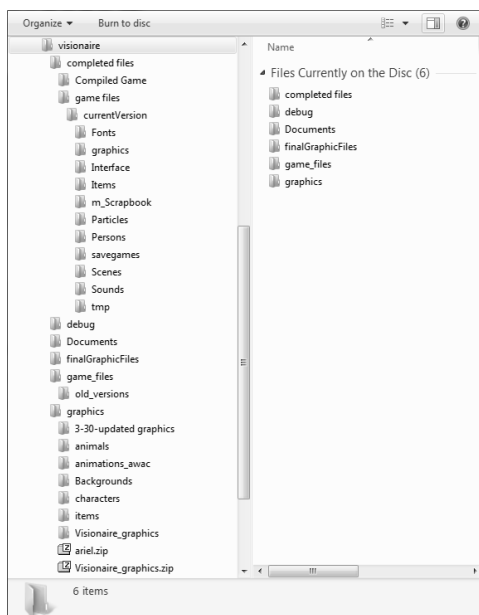 Organize Burn to disc
visionaire
completed files
Compiled Game
game files
currentVersion
Fonts
graphics
Interface
Items
m_Scrapbook
Particles
Persons
savegames
Scenes
Sounds
tmp
debug
Documents
finalGraphicFiles
game_files
old_versions
graphics
3-30-updated graphics
animals
animations_awac
Backgrounds
characters
items
Visionaire_graphics
ariel.zip
Visionaire_graphics.zip
Name
Files Currently on the Disc (6)
completed files
debug
Documents
finalGraphicFiles
game_files
graphics
6 items